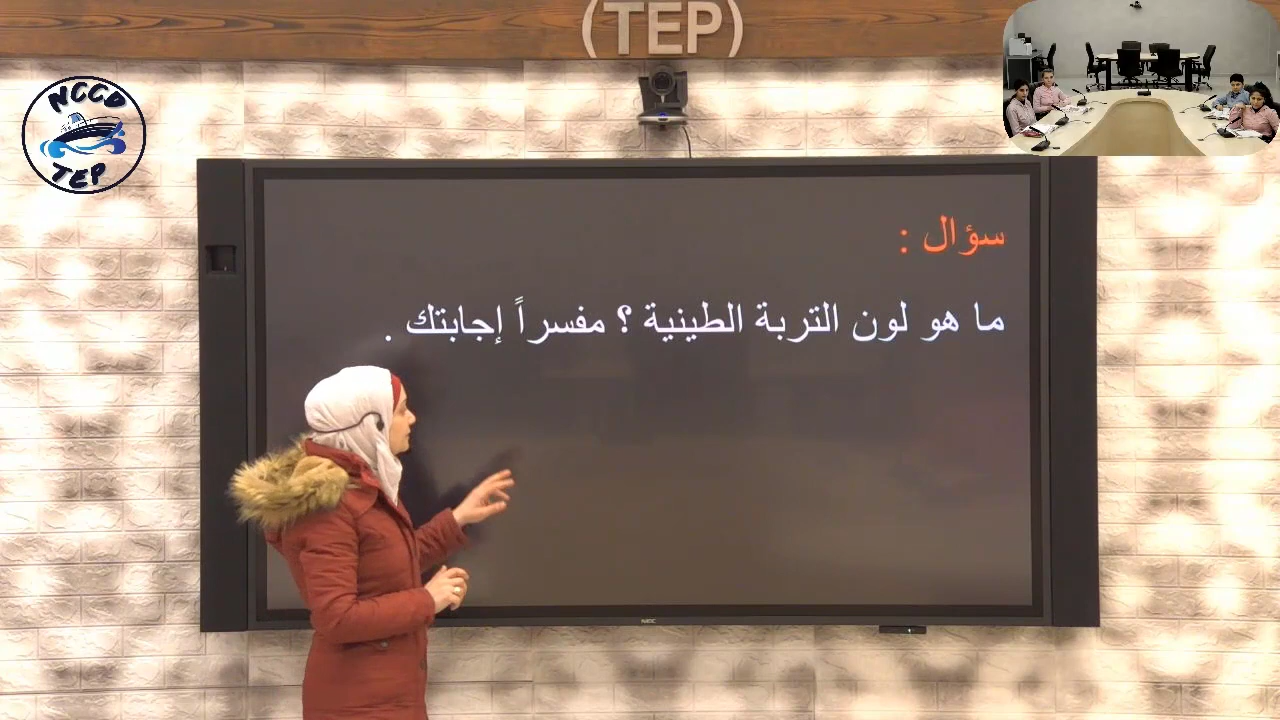 (TEP)
NCCD
TEP
سؤال :
ما هو لون التربة الطينية ؟ مفسراً إجابتك .
NEC